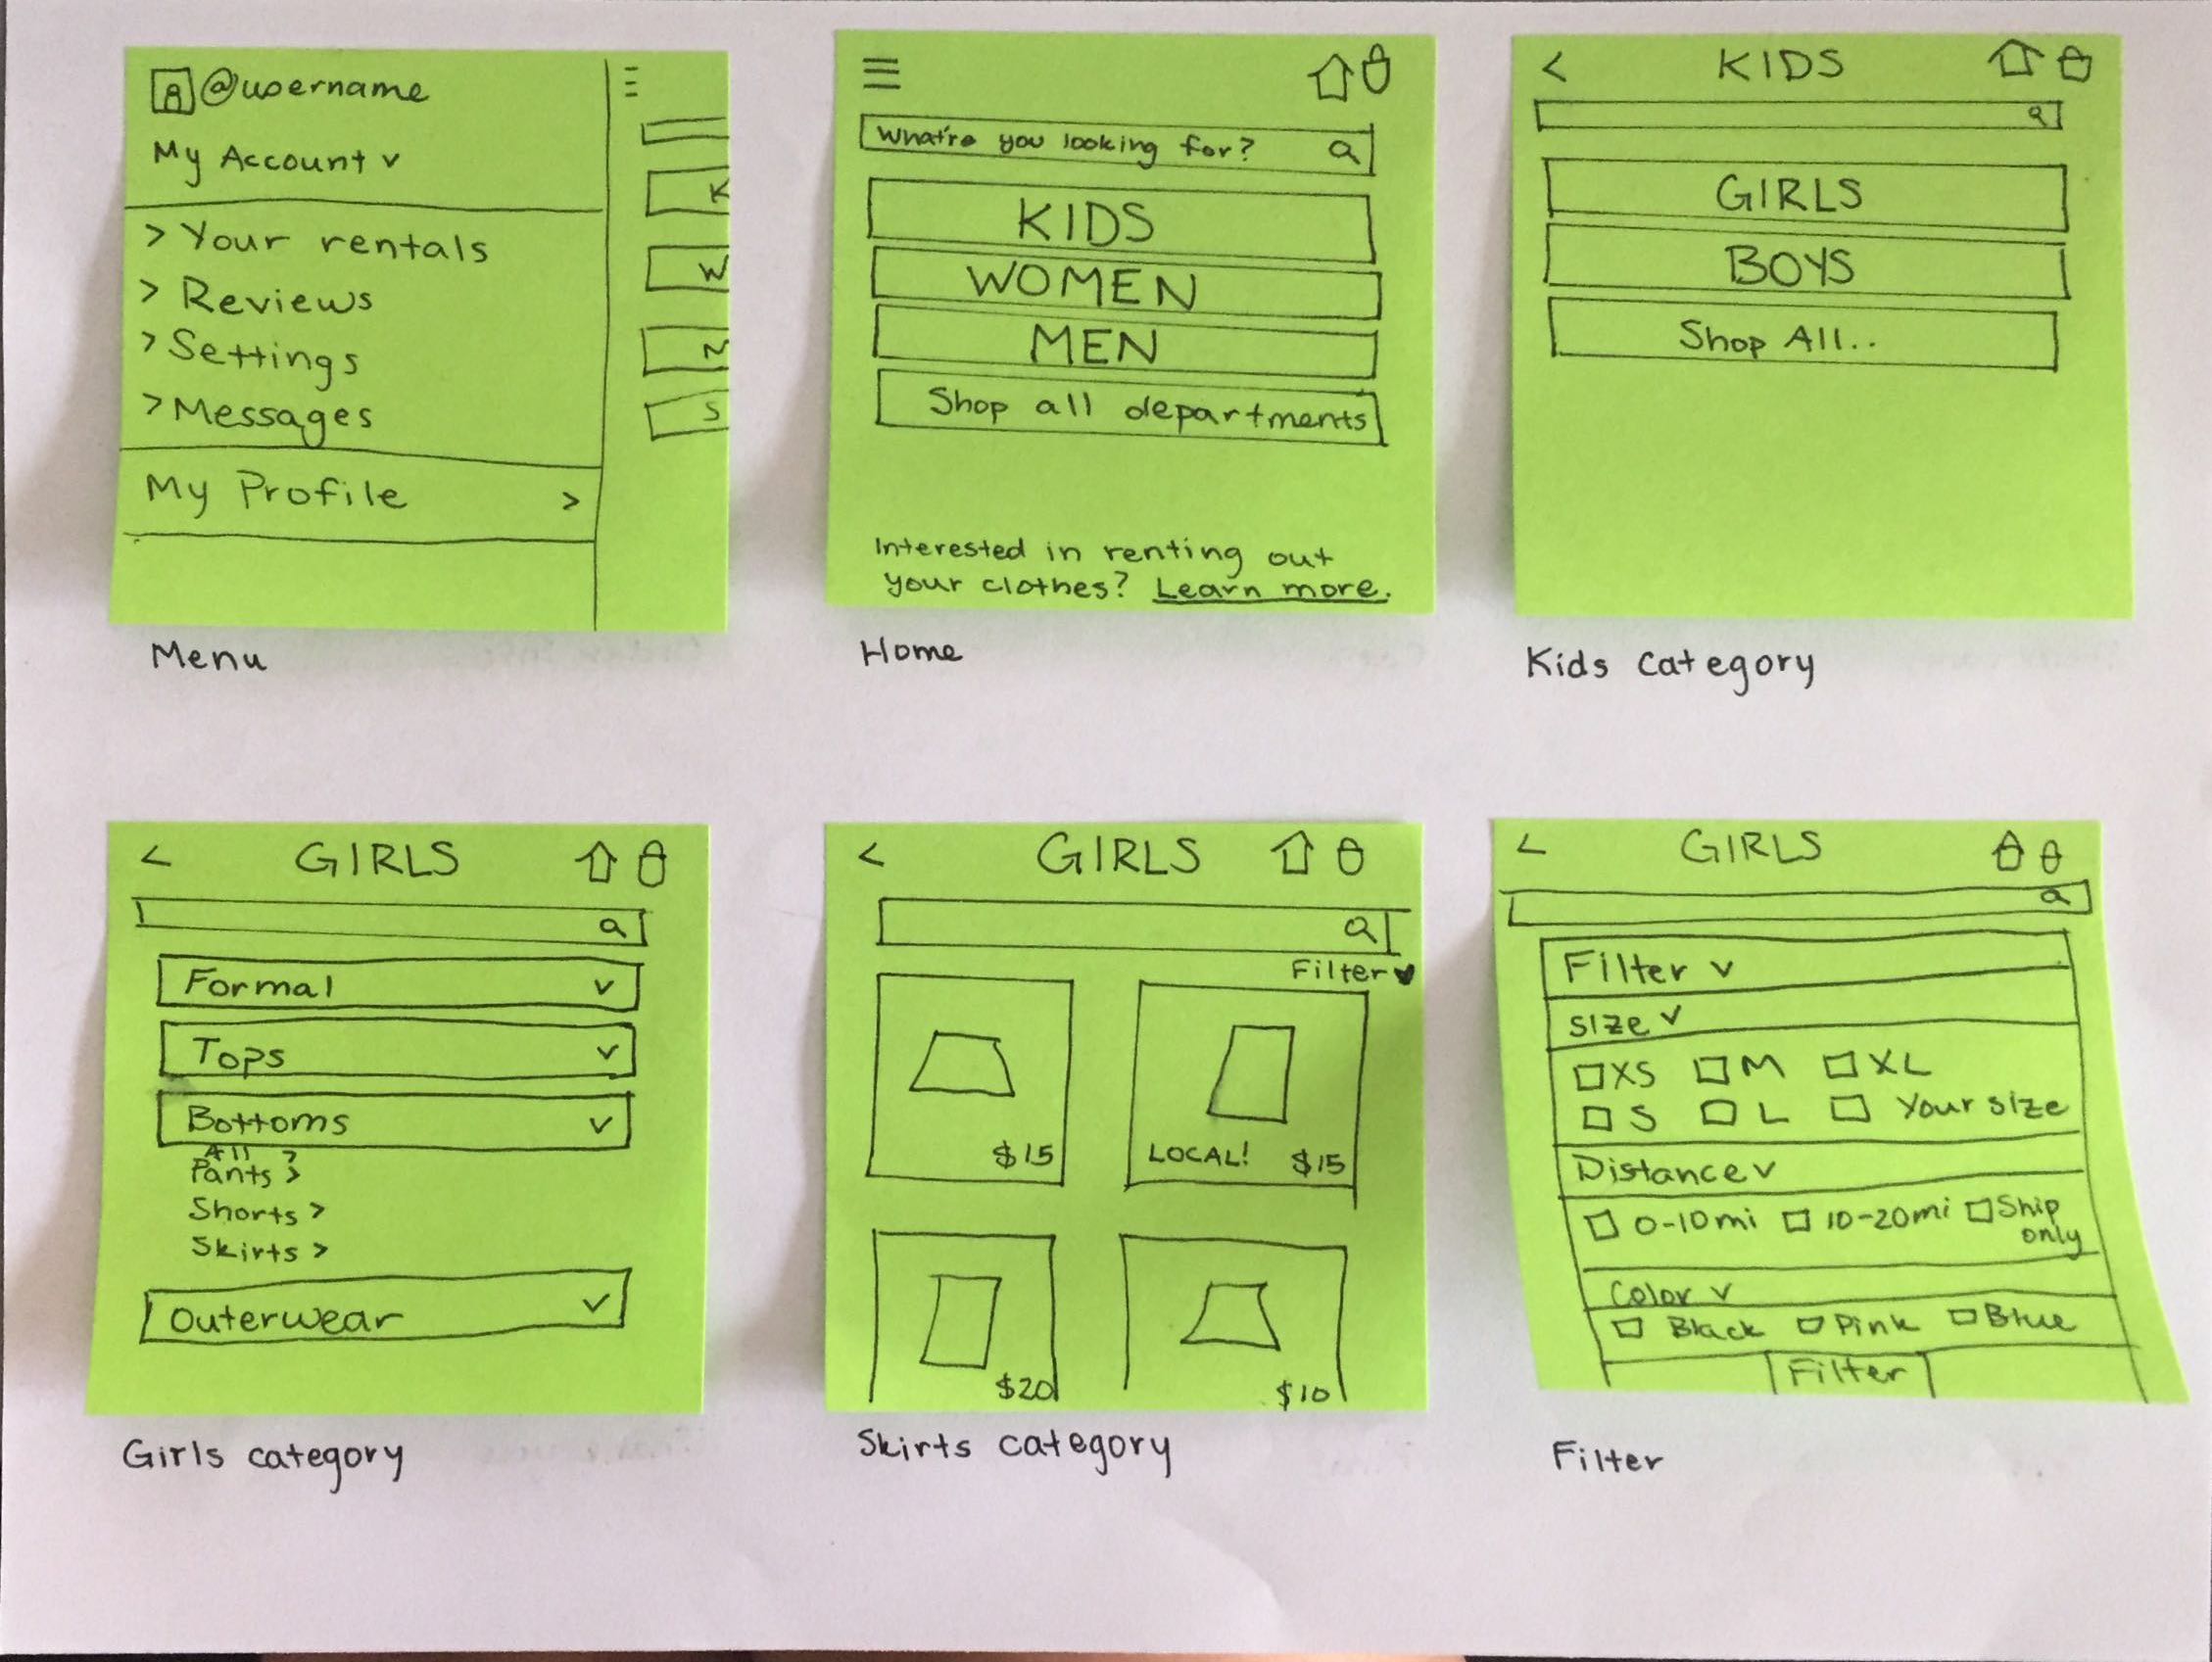 @username
My Account v
> Your rentals
> Reviews
> Settings
> Messages
My Profile >
K
W
S
Menu
What're you looking for?
KIDS
WOMEN
MEN
Shop all departments
Interested in renting out
your clothes? Learn more.
Home
< KIDS
GIRLS
BOYS
Shop All..
Kids category
< GIRLS
Formal v
Tops v
Bottoms v
All >
Pants >
Shorts >
Skirts >
Outerwear v
Girls category
< GIRLS
Filter
$15
LOCAL! $15
$20
$10
Skirts category
< GIRLS
Filter v
Size v
XS M XL
S L Your size
Distance v
0-10mi 10-20mi Ship
only
Color v
Black Pink Blue
Filter
Filter